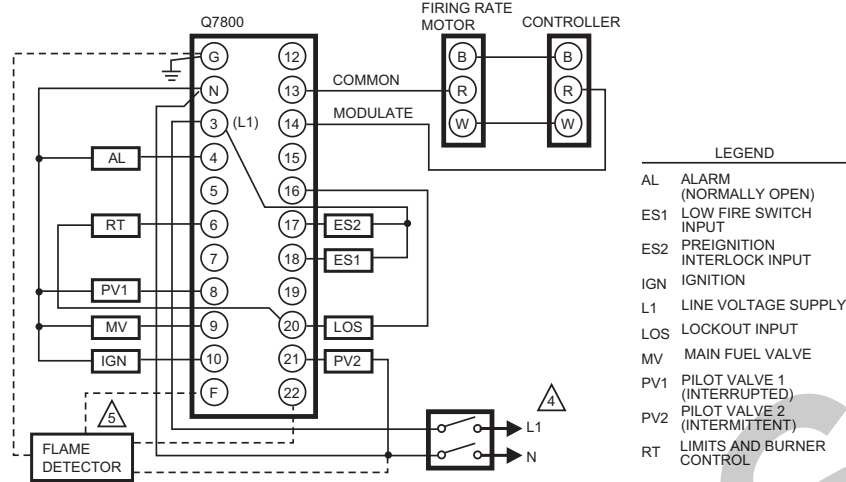 Q7800
FIRING RATE
MOTOR
CONTROLLER
G
N
3
(L1)
4
5
6
7
8
9
10
F
12
13
14
15
16
17
18
19
20
21
22
COMMON
MODULATE
B
R
W
B
R
W
AL
RT
PV1
MV
IGN
ES2
ES1
LOS
PV2
5
4
L1
N
FLAME
DETECTOR
LEGEND
AL ALARM
(NORMALLY OPEN)
ES1 LOW FIRE SWITCH
INPUT
ES2 PREIGNITION
INTERLOCK INPUT
IGN IGNITION
L1 LINE VOLTAGE SUPPLY
LOS LOCKOUT INPUT
MV MAIN FUEL VALVE
PV1 PILOT VALVE 1
(INTERRUPTED)
PV2 PILOT VALVE 2
(INTERMITTENT)
RT LIMITS AND BURNER
CONTROL